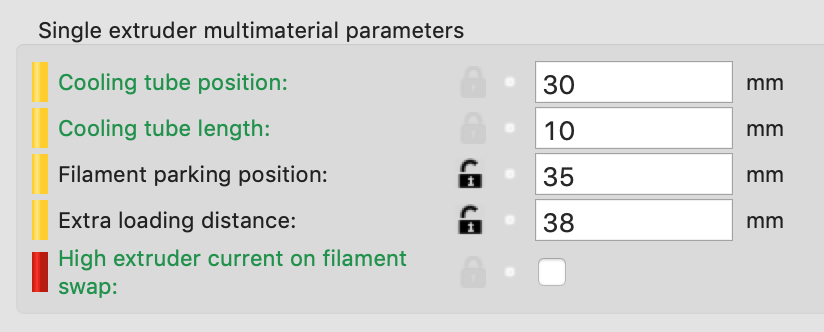 Single extruder multimaterial parameters
Cooling tube position: 30 mm
Cooling tube length: 10 mm
Filament parking position: 35 mm
Extra loading distance: 38 mm
High extruder current on filament
swap: